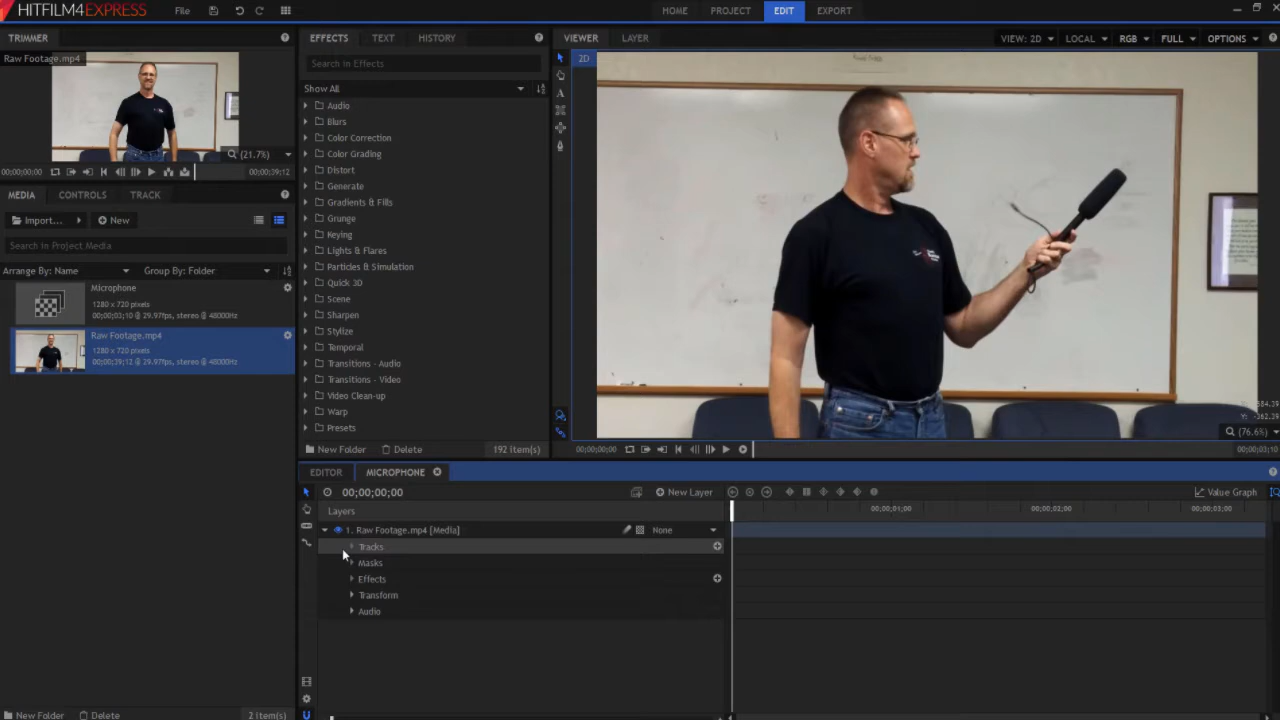 HITFILM4EXPRESS File HOME PROJECT EDIT EXPORT
TRIMMER
Raw Footage.mp4
(21.7%)
00;00;00;00 00;00;39;12
MEDIA CONTROLS TRACK
Import... New
Search in Project Media
Arrange By: Name Group By: Folder
Microphone
1280 x 720 pixels
00;00;03;10 @ 29.97fps, stereo @ 48000Hz
Raw Footage.mp4
1280 x 720 pixels
00;00;39;12 @ 29.97fps, stereo @ 48000Hz
New Folder Delete 2 item(s)
EFFECTS TEXT HISTORY
Search in Effects
Show All
Audio
Blurs
Color Correction
Color Grading
Distort
Generate
Gradients & Fills
Grunge
Keying
Lights & Flares
Particles & Simulation
Quick 3D
Scene
Sharpen
Stylize
Temporal
Transitions - Audio
Transitions - Video
Video Clean-up
Warp
Presets
New Folder Delete 192 item(s)
VIEWER LAYER VIEW: 2D LOCAL RGB FULL OPTIONS
2D
Y: -362.39
(76.6%)
00;00;00;00 00;00;03;10
EDITOR MICROPHONE
00;00;00;00 New Layer Value Graph
Layers 00;00;01;00 00;00;02;00 00;00;03;00
1. Raw Footage.mp4 [Media] None
Tracks
Masks
Effects
Transform
Audio